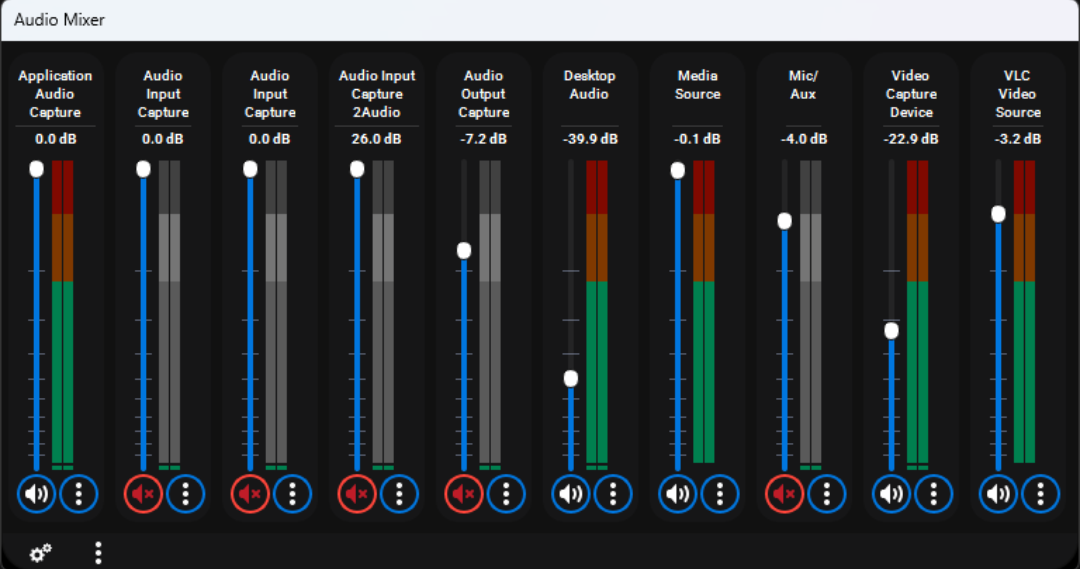 Audio Mixer
Application
Audio
Capture
0.0 dB
Audio
Input
Capture
0.0 dB
Audio
Input
Capture
0.0 dB
Audio Input
Capture
2Audio
26.0 dB
Audio
Output
Capture
-7.2 dB
Desktop
Audio
-39.9 dB
Media
Source
-0.1 dB
Mic/
Aux
-4.0 dB
Video
Capture
Device
-22.9 dB
VLC
Video
Source
-3.2 dB